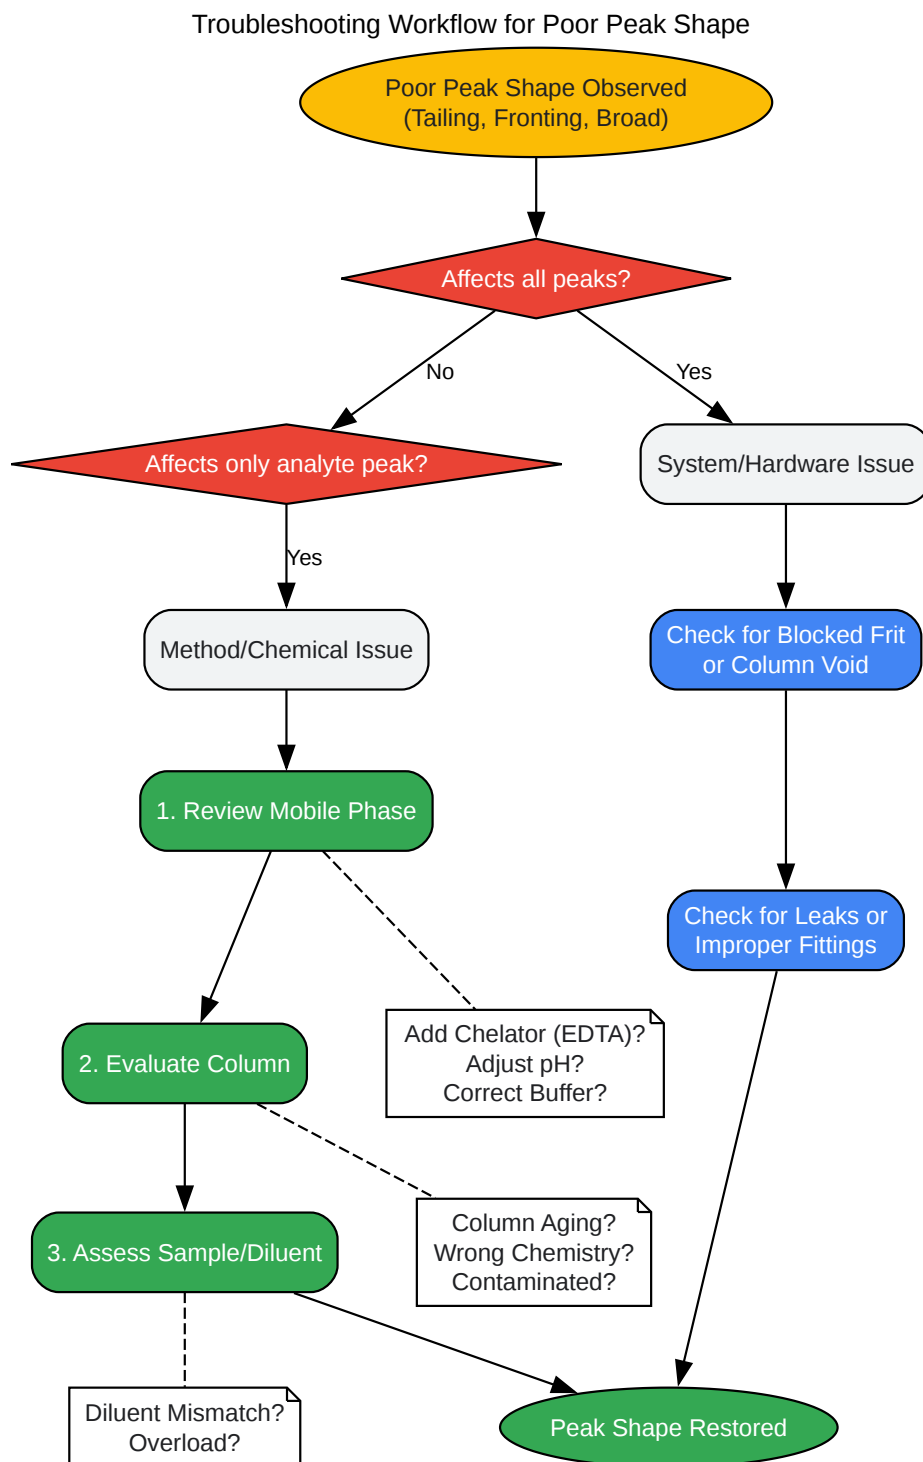 Troubleshooting Workflow for Poor Peak Shape
Poor Peak Shape Observed
(Tailing, Fronting, Broad)
Affects all peaks?
No
Yes
Affects only analyte peak?
System/Hardware Issue
Yes
Method/Chemical Issue
Check for Blocked Frit
or Column Void
1. Review Mobile Phase
Check for Leaks or
Improper Fittings
Add Chelator (EDTA)?
Adjust pH?
Correct Buffer?
2. Evaluate Column
Column Aging?
Wrong Chemistry?
Contaminated?
3. Assess Sample/Diluent
Diluent Mismatch?
Overload?
Peak Shape Restored